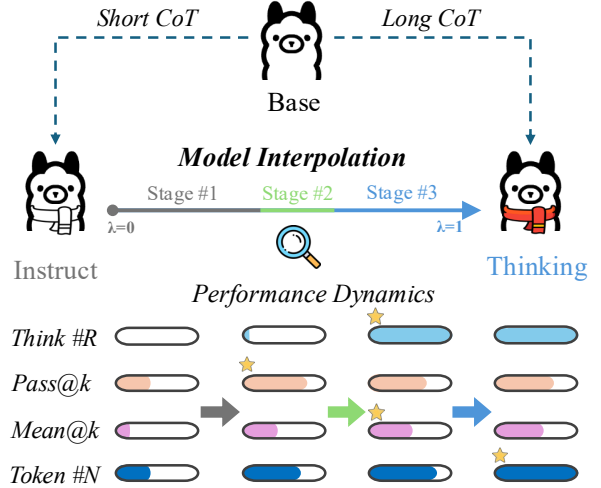 Short CoT
Long CoT
Base
Model Interpolation
Stage #1
Stage #2
Stage #3
λ=0
λ=1
Instruct
Thinking
Performance Dynamics
Think #R
Pass@k
Mean@k
Token #N